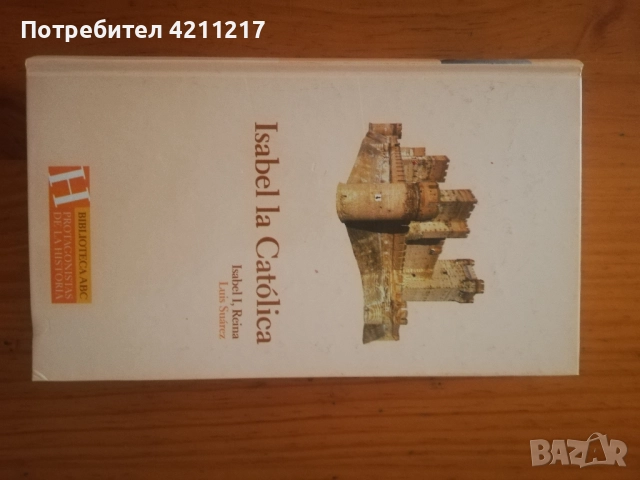 Потребител 4211217
Isabel la Católica
Isabel I, Reina
Luis Suárez
H
BIBLIOTECA ABC
PROTAGONISTAS
DE LA HISTORIA
BAZAR